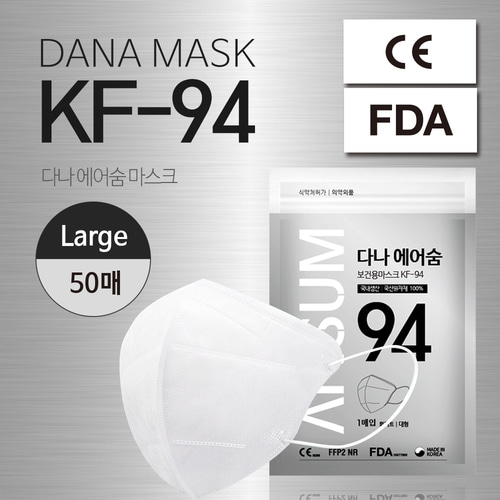 DANA MASK
KF-94
다나 에어숨 마스크
Large
50매
CE
FDA
식약처허가 | 의약외품
다나 에어숨
보건용마스크 KF-94
국내생산 국산원자재 100%
94
1매입
대형
CE
FFP2 NR
FDA
MADE IN
KOREA